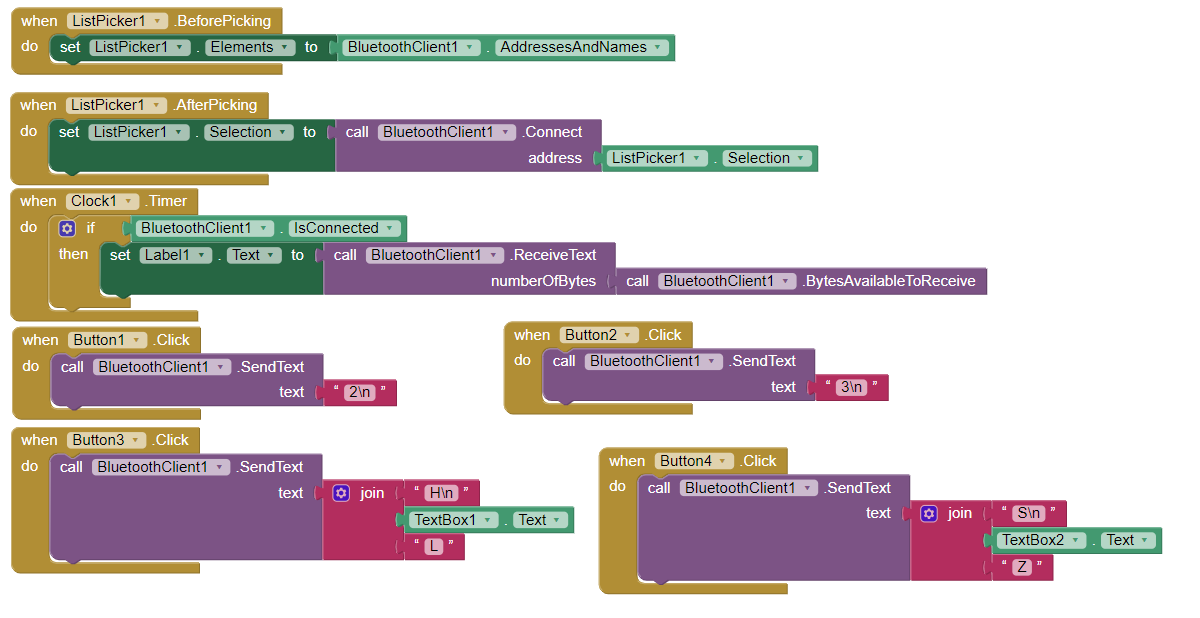 when ListPicker1 .BeforePicking
do set ListPicker1 . Elements to BluetoothClient1 . AddressesAndNames
when ListPicker1 .AfterPicking
do set ListPicker1 . Selection to call BluetoothClient1 .Connect
address ListPicker1 . Selection
when Clock1 .Timer
do if BluetoothClient1 . IsConnected
then set Label1 . Text to call BluetoothClient1 .ReceiveText
numberOfBytes call BluetoothClient1 .BytesAvailableToReceive
when Button1 .Click
do call BluetoothClient1 .SendText
text " 2\n "
when Button2 .Click
do call BluetoothClient1 .SendText
text " 3\n "
when Button3 .Click
do call BluetoothClient1 .SendText
text join " H\n "
TextBox1 . Text
" L "
when Button4 .Click
do call BluetoothClient1 .SendText
text join " S\n "
TextBox2 . Text
" Z "